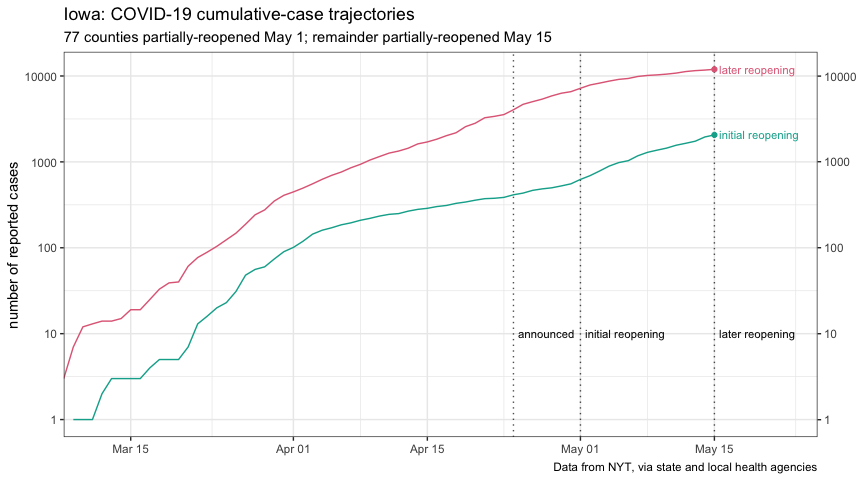 Iowa: COVID-19 cumulative-case trajectories
77 counties partially-reopened May 1; remainder partially-reopened May 15
number of reported cases
10000
1000
100
10
1
later reopening
initial reopening
announced
initial reopening
later reopening
10000
1000
100
10
1
Mar 15
Apr 01
Apr 15
May 01
May 15
Data from NYT, via state and local health agencies